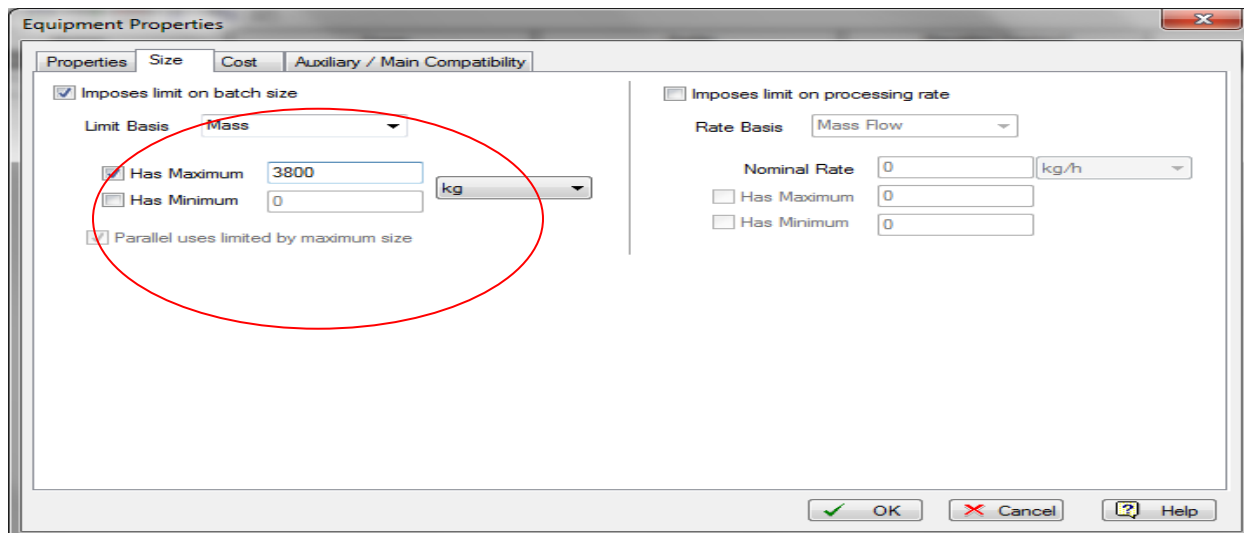 Equipment Properties
Properties Size Cost Auxiliary / Main Compatibility
Imposes limit on batch size
Limit Basis Mass
Has Maximum 3800
kg
Has Minimum 0
Parallel uses limited by maximum size
Imposes limit on processing rate
Rate Basis Mass Flow
Nominal Rate 0 kg/h
Has Maximum 0
Has Minimum 0
OK Cancel Help